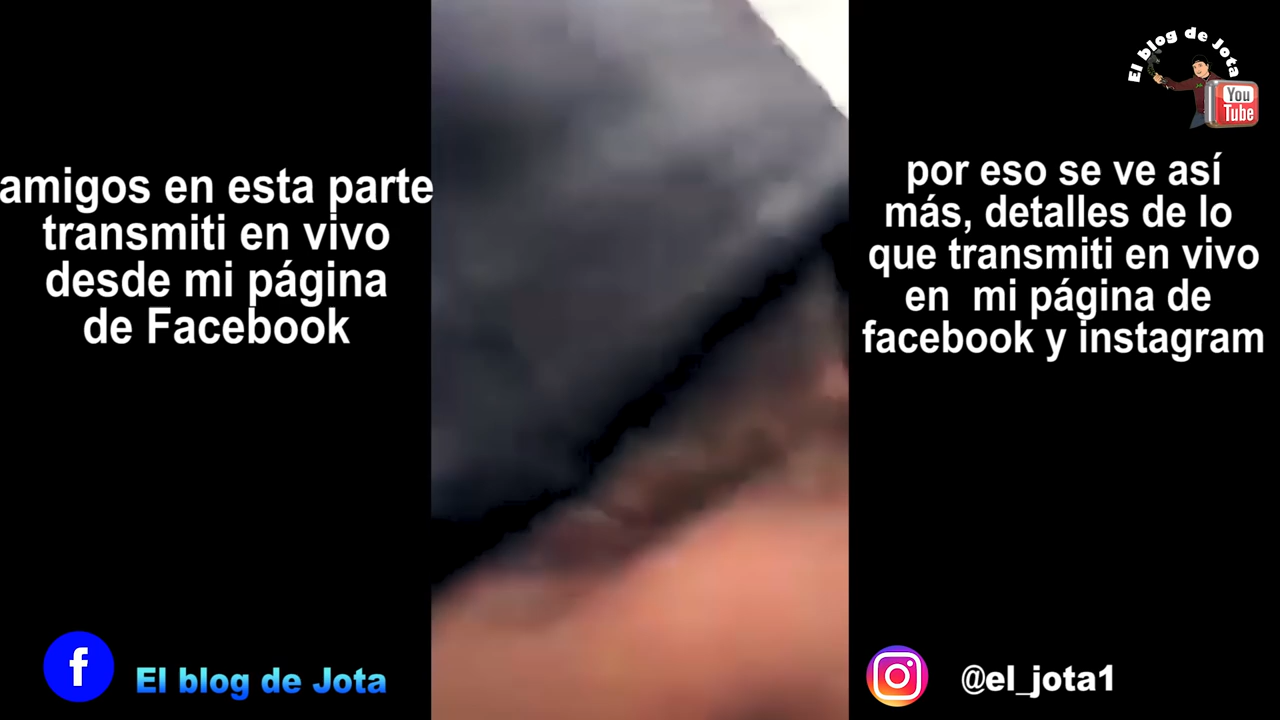 El blog de Jota
You
Tube
amigos en esta parte
transmiti en vivo
desde mi página
de Facebook
por eso se ve así
más, detalles de lo
que transmiti en vivo
en  mi página de
facebook y instagram
f
El blog de Jota
@el_jota1